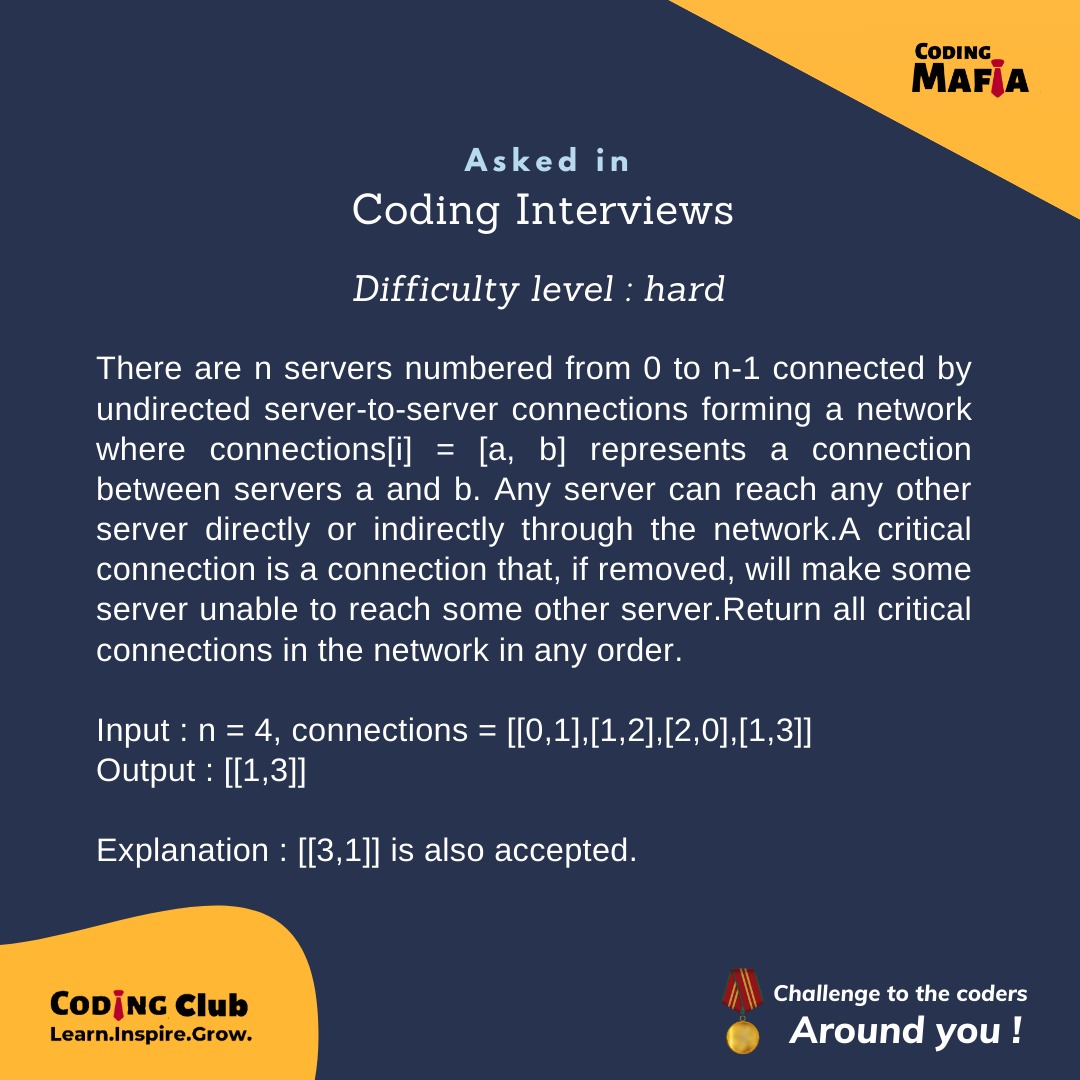 CODING
MAFIA
Asked in
Coding Interviews
Difficulty level : hard
There are n servers numbered from 0 to n-1 connected by
undirected server-to-server connections forming a network
where connections[i] = [a, b] represents a connection
between servers a and b. Any server can reach any other
server directly or indirectly through the network.A critical
connection is a connection that, if removed, will make some
server unable to reach some other server.Return all critical
connections in the network in any order.
Input : n = 4, connections = [[0,1],[1,2],[2,0],[1,3]]
Output : [[1,3]]
Explanation : [[3,1]] is also accepted.
CODING Club
Learn.Inspire.Grow.
Challenge to the coders
Around you !